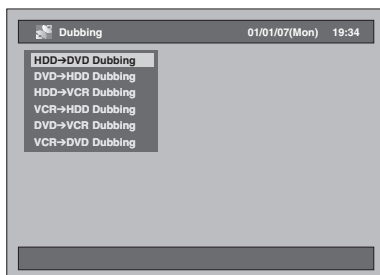 Dubbing 01/01/07(Mon) 19:34
HDD→DVD Dubbing
DVD→HDD Dubbing
HDD→VCR Dubbing
VCR→HDD Dubbing
DVD→VCR Dubbing
VCR→DVD Dubbing